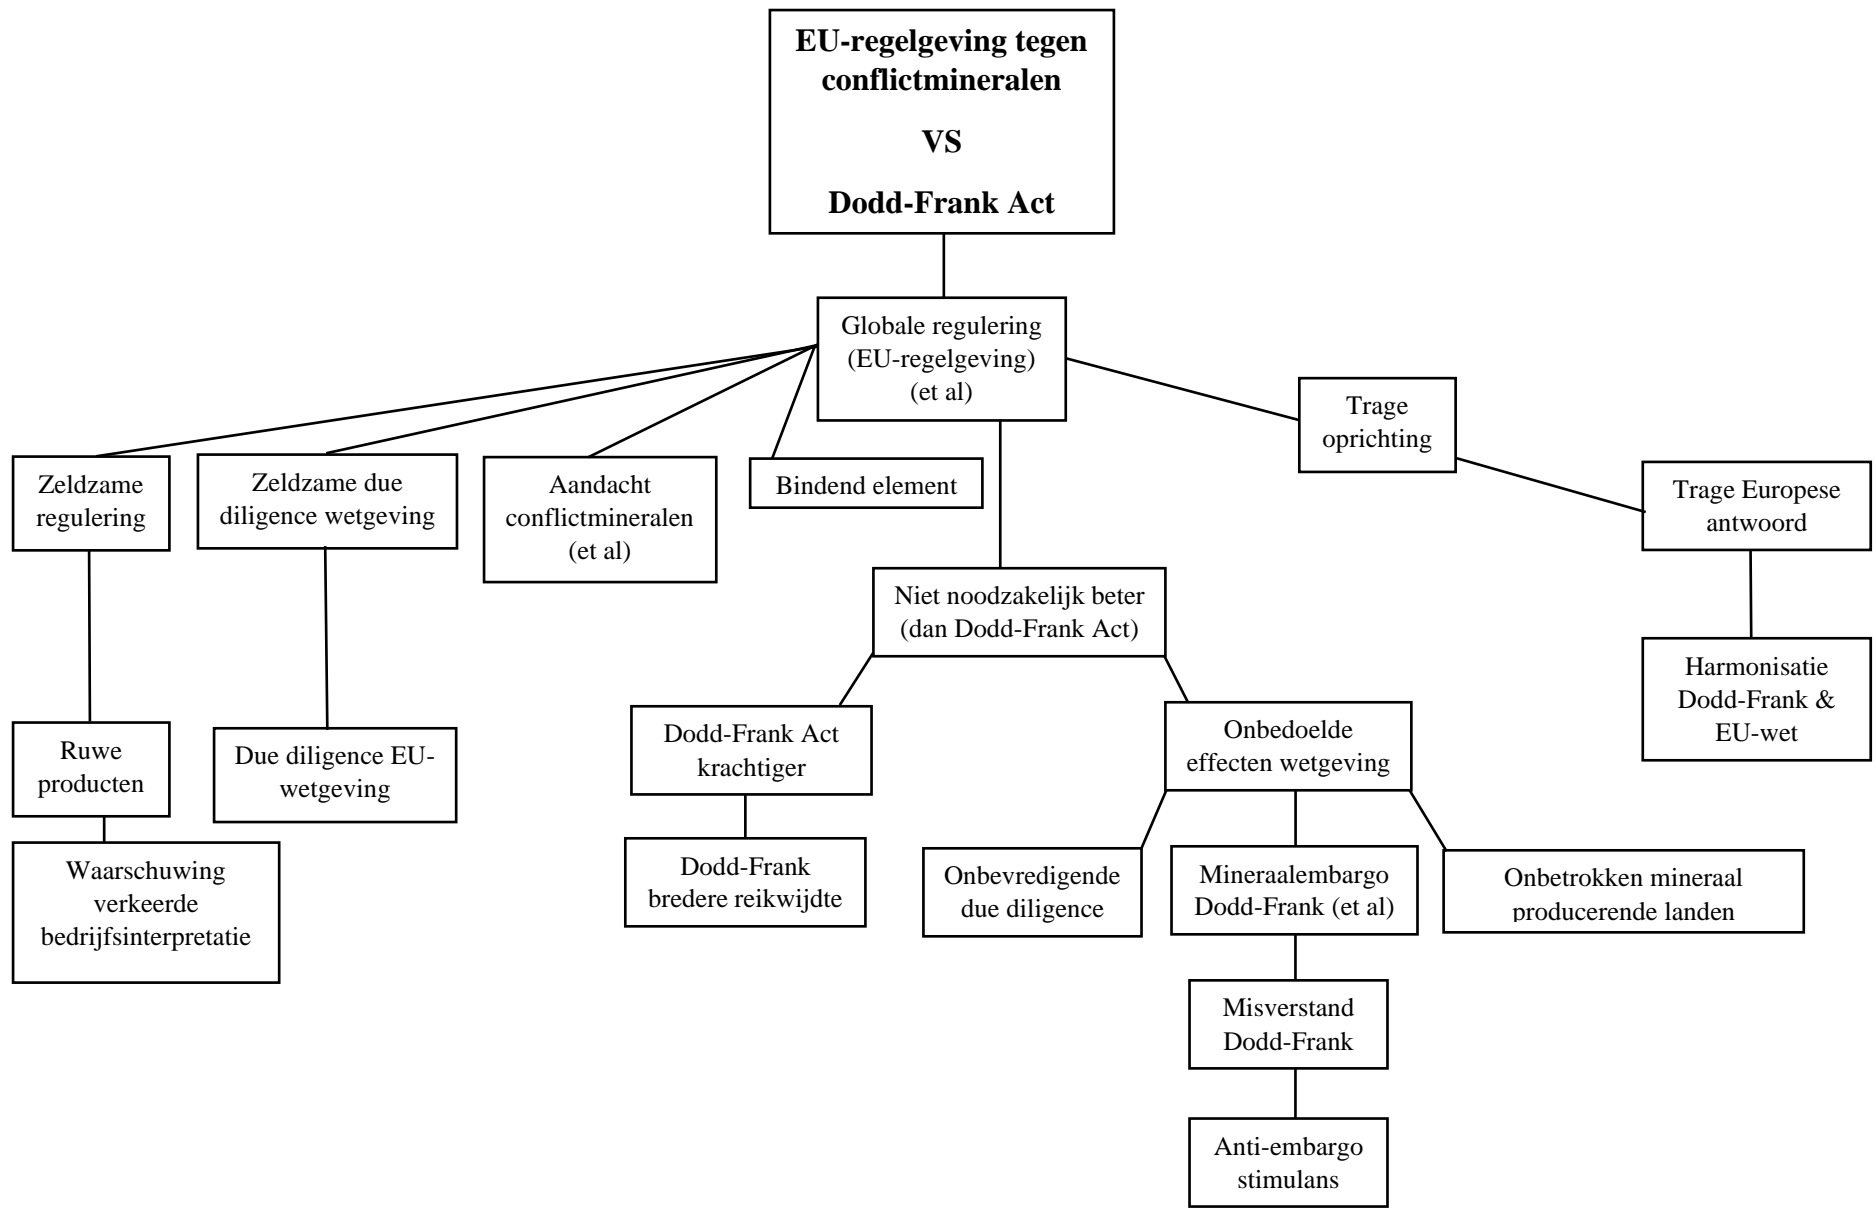 EU-regelgeving tegen
conflictmineralen
VS
Dodd-Frank Act
Globale regulering
(EU-regelgeving)
(et al)
Trage
oprichting
Zeldzame
regulering
Zeldzame due
diligence wetgeving
Aandacht
conflictmineralen
(et al)
Bindend element
Trage Europese
antwoord
Niet noodzakelijk beter
(dan Dodd-Frank Act)
Harmonisatie
Dodd-Frank &
EU-wet
Ruwe
producten
Due diligence EU-
wetgeving
Dodd-Frank Act
krachtiger
Onbedoelde
effecten wetgeving
Waarschuwing
verkeerde
bedrijfsinterpretatie
Dodd-Frank
bredere reikwijdte
Onbevredigende
due diligence
Mineraalembargo
Dodd-Frank (et al)
Onbetrokken mineraal
producerende landen
Misverstand
Dodd-Frank
Anti-embargo
stimulans